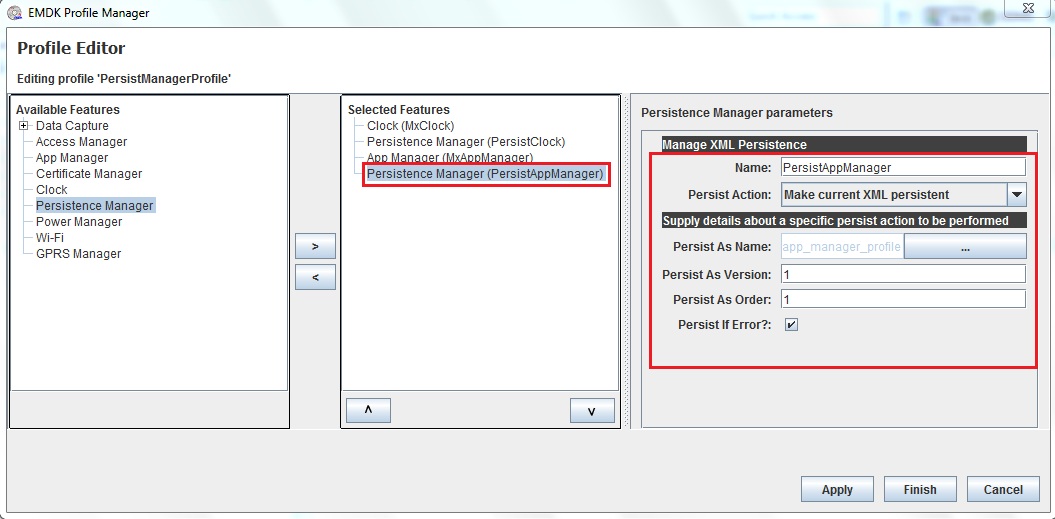 EMDK Profile Manager
Profile Editor
Editing profile 'PersistManagerProfile'
Available Features
Data Capture
Access Manager
App Manager
Certificate Manager
Clock
Persistence Manager
Power Manager
Wi-Fi
GPRS Manager
>
<
Selected Features
Clock (MxClock)
Persistence Manager (PersistClock)
App Manager (MxAppManager)
Persistence Manager (PersistAppManager)
^
v
Persistence Manager parameters
Manage XML Persistence
Name: PersistAppManager
Persist Action: Make current XML persistent
Supply details about a specific persist action to be performed
Persist As Name: app_manager_profile ...
Persist As Version: 1
Persist As Order: 1
Persist If Error?:
Apply Finish Cancel